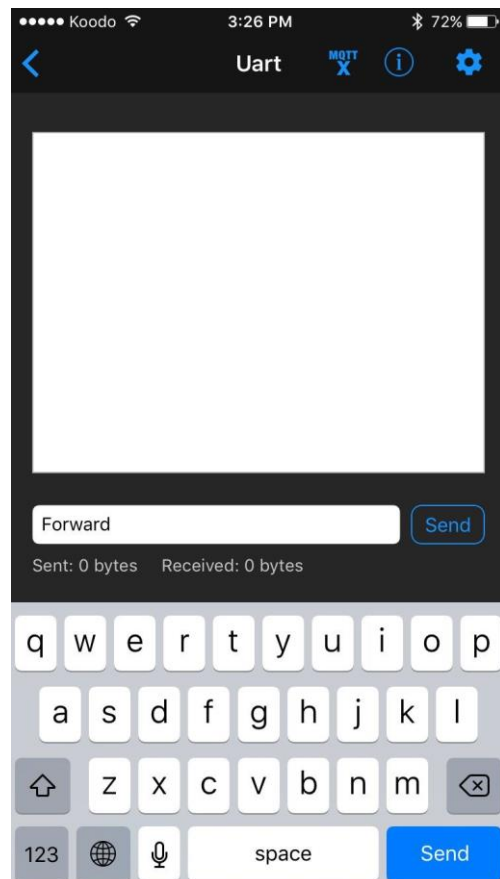 Koodo 3:26 PM 72%
Uart MQTT X i
Forward Send
Sent: 0 bytes Received: 0 bytes
q w e r t y u i o p
a s d f g h j k l
z x c v b n m
123 space Send